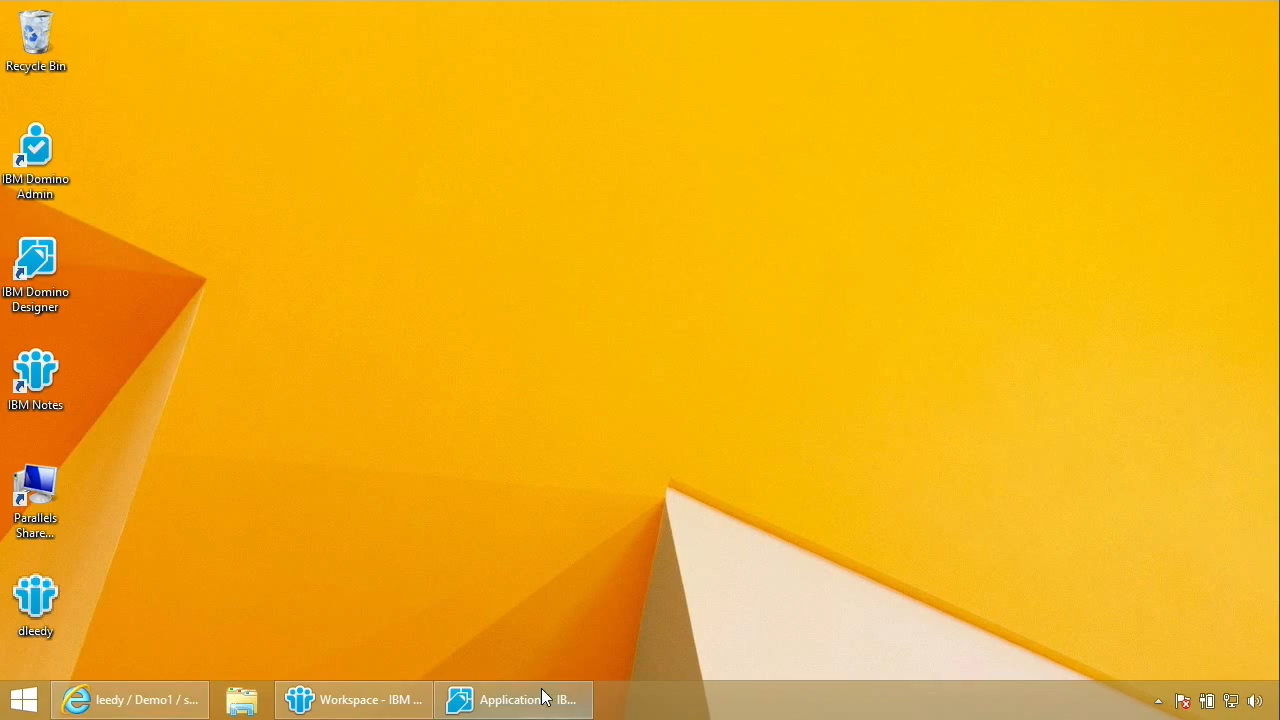 Recycle Bin
IBM Domino
Admin
IBM Domino
Designer
IBM Notes
Parallels
Share...
dleedy
leedy / Demo1 / s...
Workspace - IBM ...
Application IB...